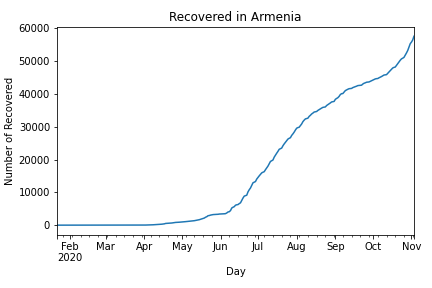 Recovered in Armenia
Number of Recovered
60000
50000
40000
30000
20000
10000
0
Feb Mar Apr May Jun Jul Aug Sep Oct Nov
2020
Day